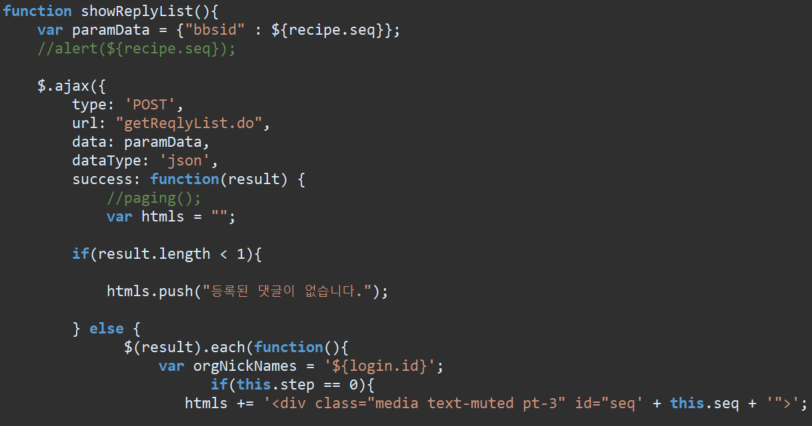 function showReplyList(){
var paramData = {"bbsid" : ${recipe.seq}};
//alert(${recipe.seq});
$.ajax({
type: 'POST',
url: "getReqlyList.do",
data: paramData,
dataType: 'json',
success: function(result) {
//paging();
var htmls = "";
if(result.length < 1){
htmls.push("등록된 댓글이 없습니다.");
} else {
$(result).each(function(){
var orgNickNames = '${login.id}';
if(this.step == 0){
htmls += '<div class="media text-muted pt-3" id="seq' + this.seq + '">';